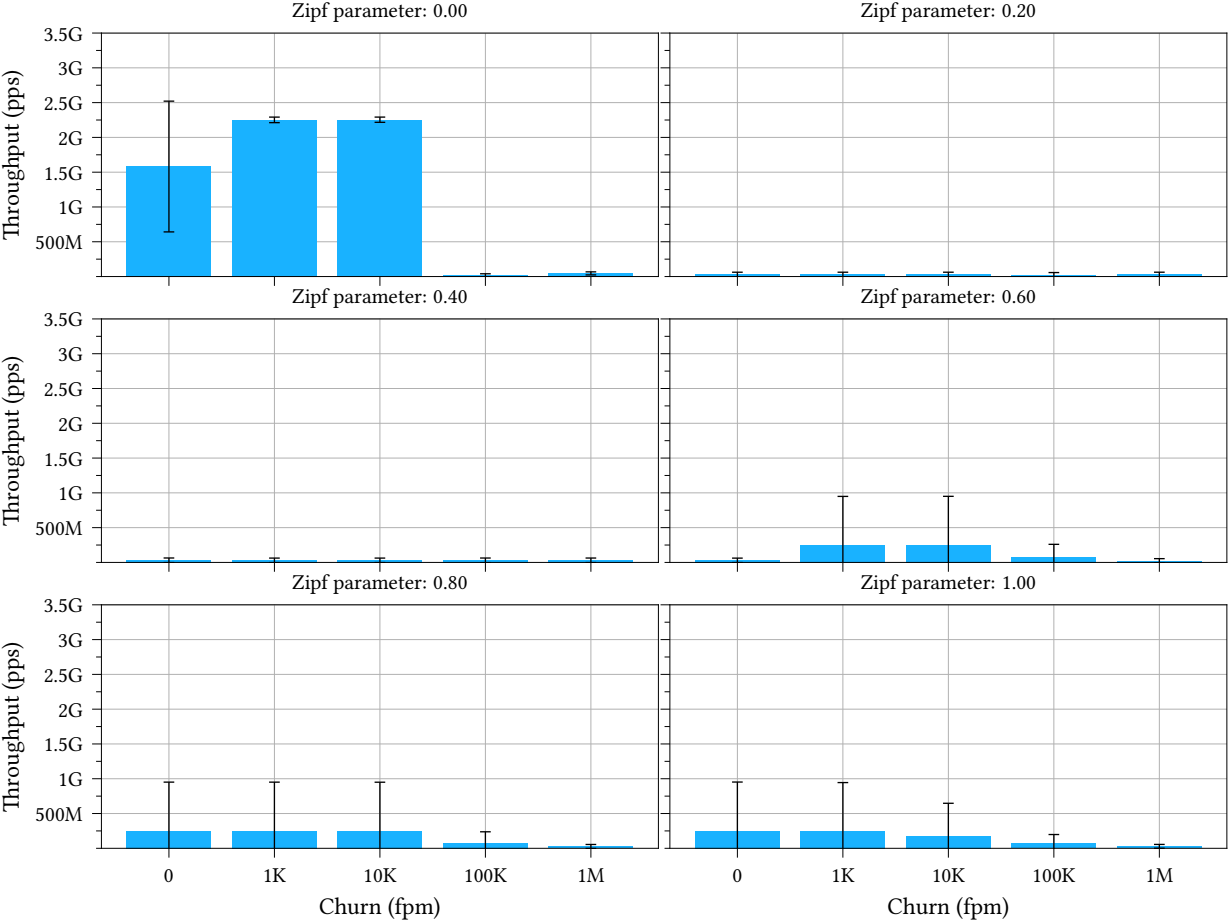 Zipf parameter: 0.00
Zipf parameter: 0.20
Throughput (pps)
3.5G
3G
2.5G
2G
1.5G
1G
500M
Zipf parameter: 0.40
Zipf parameter: 0.60
Throughput (pps)
3.5G
3G
2.5G
2G
1.5G
1G
500M
Zipf parameter: 0.80
Zipf parameter: 1.00
Throughput (pps)
3.5G
3G
2.5G
2G
1.5G
1G
500M
0 1K 10K 100K 1M
0 1K 10K 100K 1M
Churn (fpm)
Churn (fpm)